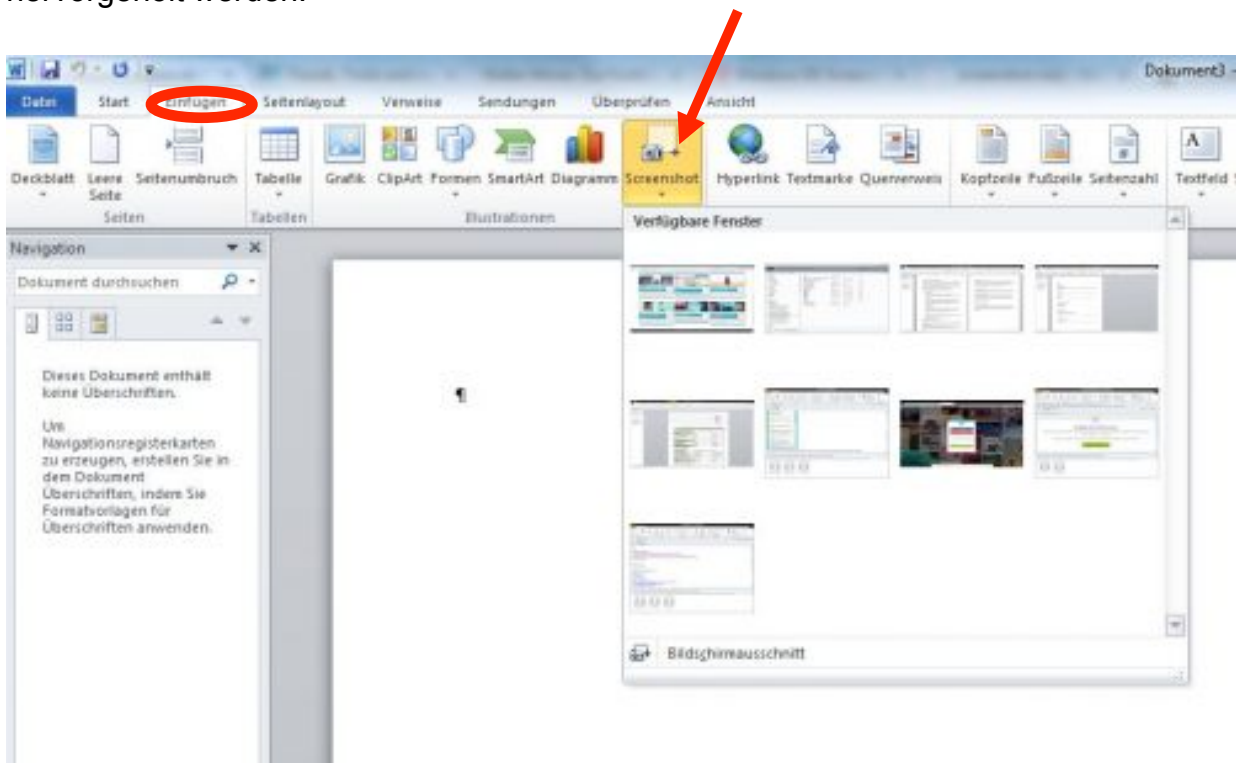 hervorgeholt werden.
Dokument3 -
Datei Start Einfügen Seitenlayout Verweise Sendungen Überprüfen Ansicht
Deckblatt Leere Seite Seitenumbruch Tabelle Grafik ClipArt Formen SmartArt Diagramm Screenshot Hyperlink Textmarke Querverweis Kopfzeile Fußzeile Seitenzahl Textfeld
Seiten Tabellen Illustrationen
Verfügbare Fenster
Navigation
Dokument durchsuchen
Dieses Dokument enthält
keine Überschriften.
Um
Navigationsregisterkarten
zu erzeugen, erstellen Sie in
dem Dokument
Überschriften, indem Sie
Formatvorlagen für
Überschriften anwenden.
¶
Bildschirmausschnitt